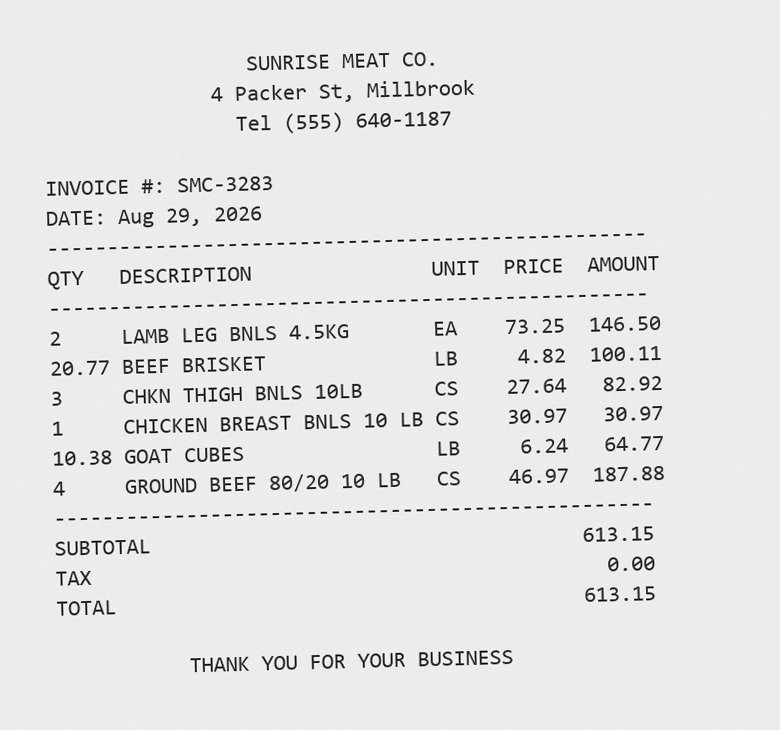 SUNRISE MEAT CO.
4 Packer St, Millbrook
Tel (555) 640-1187
INVOICE #: SMC-3283
DATE: Aug 29, 2026
--------------------------------------------------
QTY DESCRIPTION UNIT PRICE AMOUNT
--------------------------------------------------
2 LAMB LEG BNLS 4.5KG EA 73.25 146.50
20.77 BEEF BRISKET LB 4.82 100.11
3 CHKN THIGH BNLS 10LB CS 27.64 82.92
1 CHICKEN BREAST BNLS 10 LB CS 30.97 30.97
10.38 GOAT CUBES LB 6.24 64.77
4 GROUND BEEF 80/20 10 LB CS 46.97 187.88
--------------------------------------------------
SUBTOTAL 613.15
TAX 0.00
TOTAL 613.15
THANK YOU FOR YOUR BUSINESS